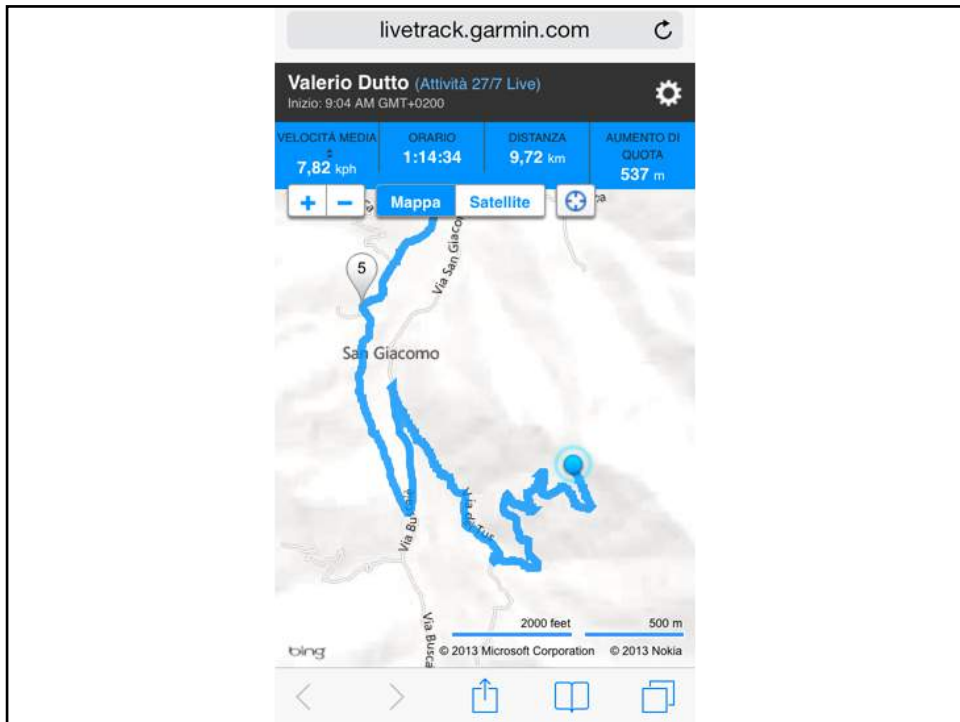 livetrack.garmin.com
Valerio Dutto (Attività 27/7 Live)
Inizio: 9:04 AM GMT+0200
VELOCITÀ MEDIA
7,82 kph
ORARIO
1:14:34
DISTANZA
9,72 km
AUMENTO DI
QUOTA
537 m
+ −
Mappa Satellite
Via San Giacomo
5
San Giacomo
Via Busca
2000 feet
500 m
Via Busca
bing
© 2013 Microsoft Corporation © 2013 Nokia